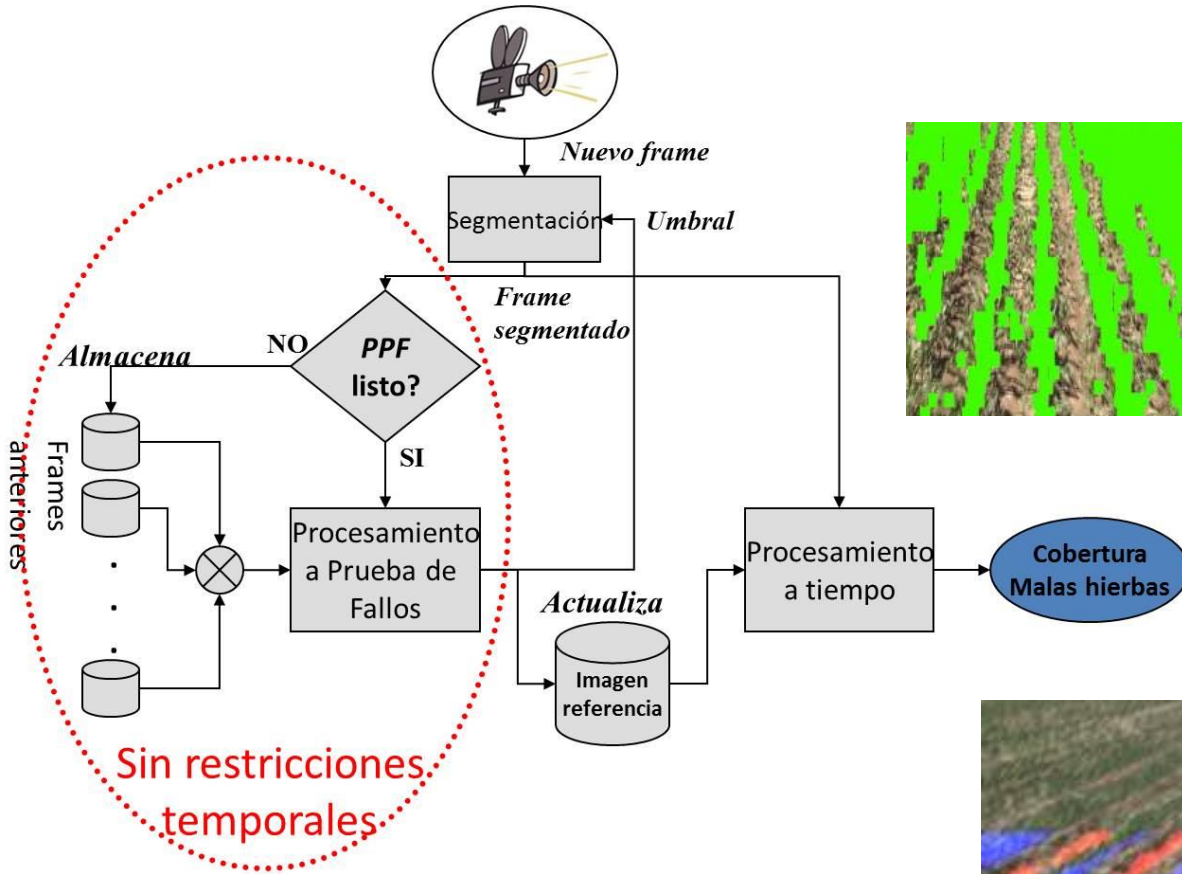 Nuevo frame
Segmentación
Umbral
Frame
segmentado
PPF
listo?
NO
Almacena
SI
Frames
anteriores
Procesamiento
a Prueba de
Fallos
Procesamiento
a tiempo
Cobertura
Malas hierbas
Actualiza
Imagen
referencia
Sin restricciones
temporales